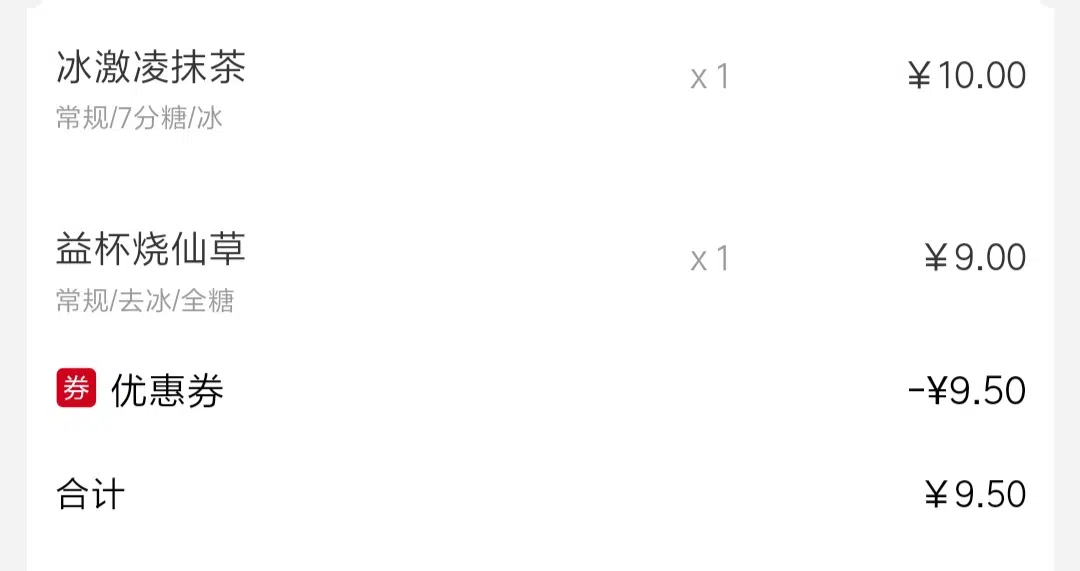 冰激凌抹茶 x 1 ￥10.00
常规/7分糖/冰
益杯烧仙草 x 1 ￥9.00
常规/去冰/全糖
券 优惠券 -¥9.50
合计 ￥9.50